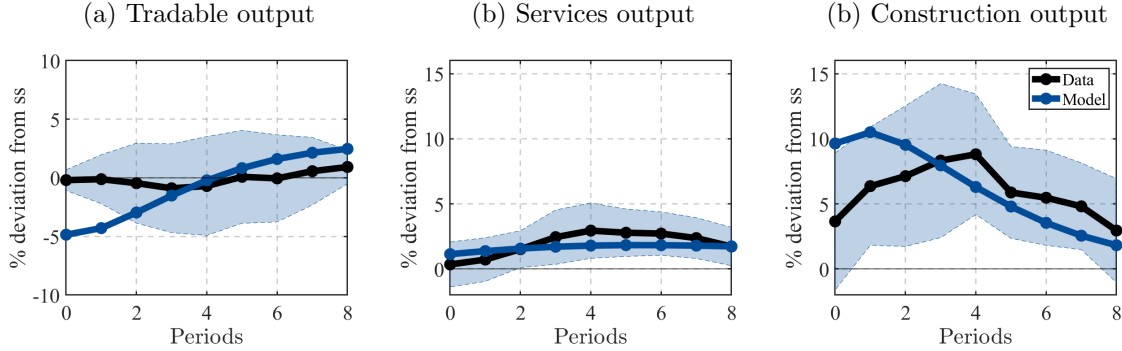 (a) Tradable output
10
5
0
-5
-10
% deviation from ss
0 2 4 6 8
Periods
(b) Services output
15
10
5
0
% deviation from ss
0 2 4 6 8
Periods
(b) Construction output
15
10
5
0
% deviation from ss
Data
Model
0 2 4 6 8
Periods